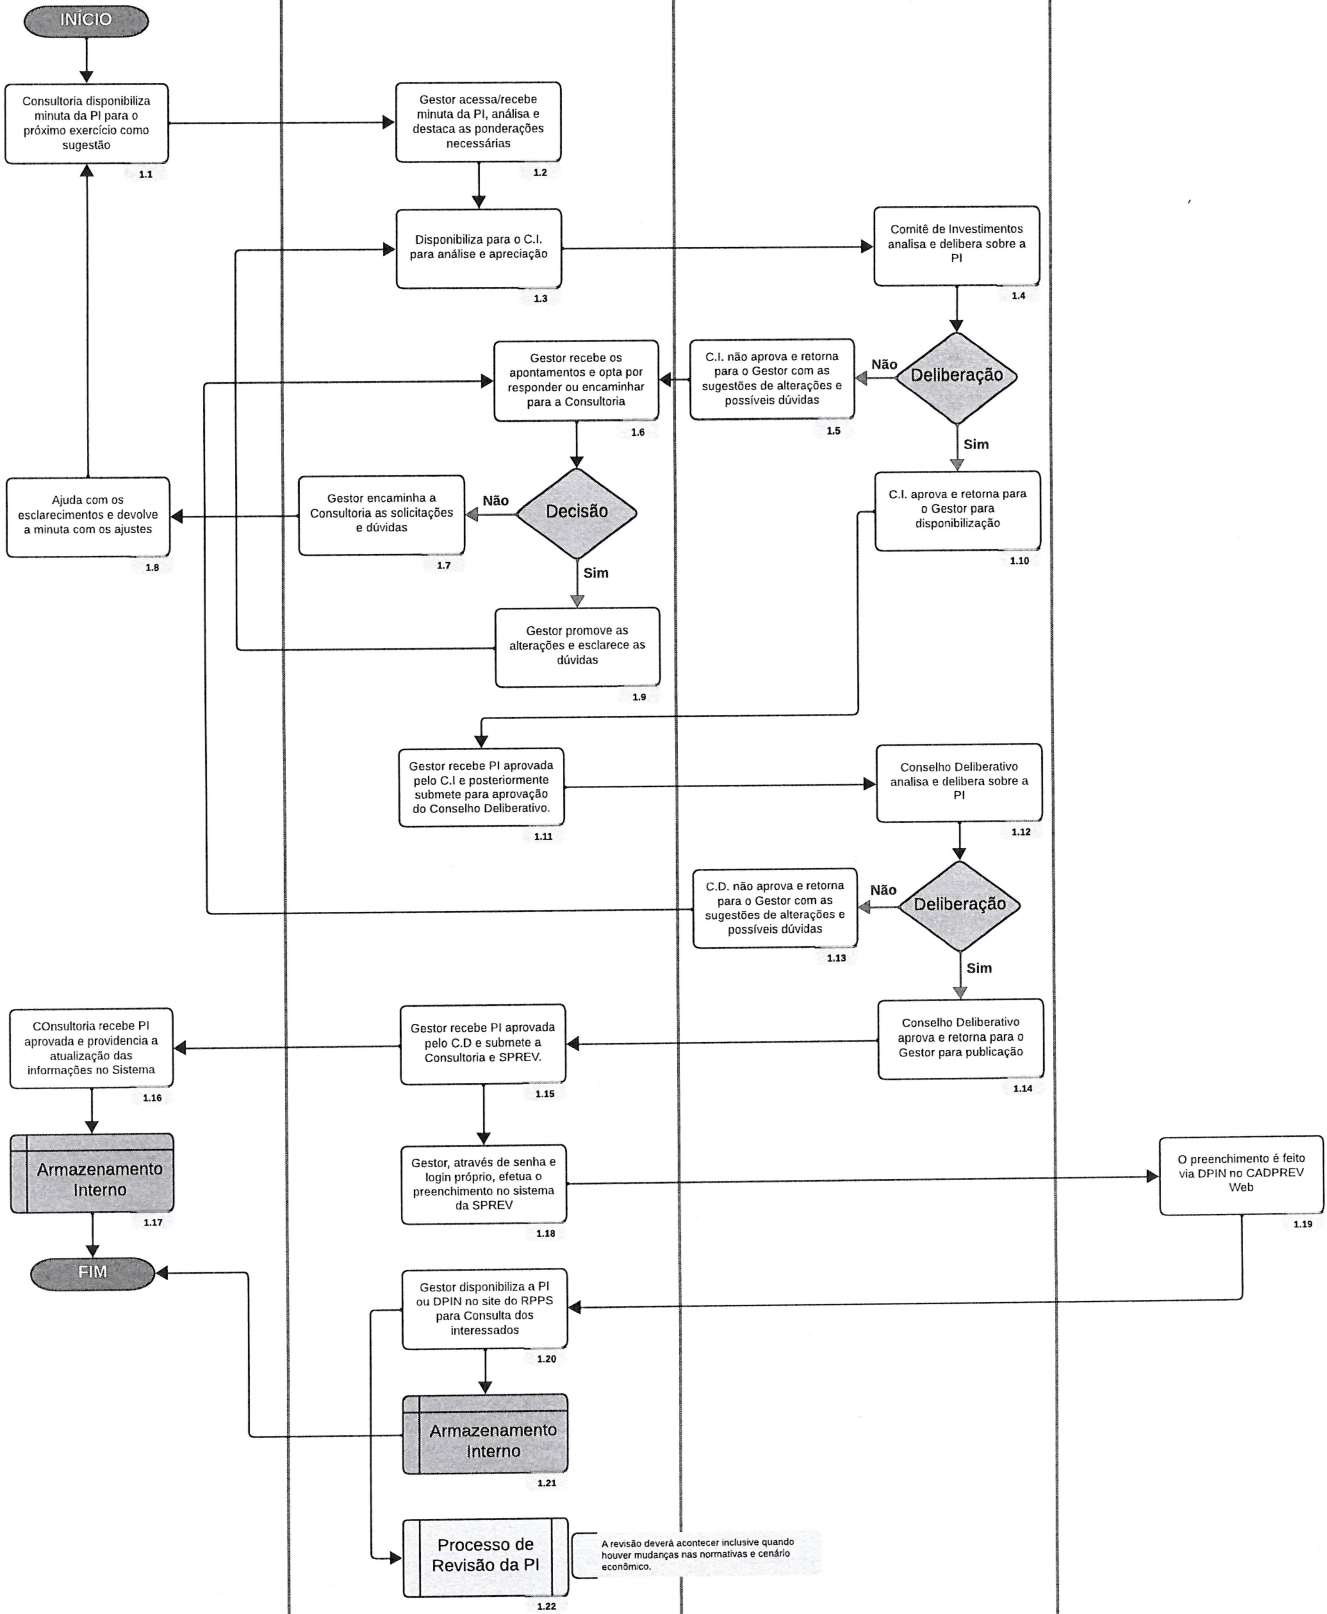 INÍCIO
Consultoria disponibiliza
minuta da PI para o
próximo exercício como
sugestão
1.1
Gestor acessa/recebe
minuta da PI, análisa e
destaca as ponderações
necessárias
1.2
Disponibiliza para o C.I.
para análise e apreciação
1.3
Comitê de Investimentos
analisa e delibera sobre a
PI
1.4
Deliberação
Não
Sim
C.I. não aprova e retorna
para o Gestor com as
sugestões de alterações e
possíveis dúvidas
1.5
Gestor recebe os
apontamentos e opta por
responder ou encaminhar
para a Consultoria
1.6
Decisão
Não
Sim
Gestor encaminha a
Consultoria as solicitações
e dúvidas
1.7
Ajuda com os
esclarecimentos e devolve
a minuta com os ajustes
1.8
Gestor promove as
alterações e esclarece as
dúvidas
1.9
C.I. aprova e retorna para
o Gestor para
disponibilização
1.10
Gestor recebe PI aprovada
pelo C.I e posteriormente
submete para aprovação
do Conselho Deliberativo.
1.11
Conselho Deliberativo
analisa e delibera sobre a
PI
1.12
Deliberação
Não
Sim
C.D. não aprova e retorna
para o Gestor com as
sugestões de alterações e
possíveis dúvidas
1.13
Conselho Deliberativo
aprova e retorna para o
Gestor para publicação
1.14
Gestor recebe PI aprovada
pelo C.D e submete a
Consultoria e SPREV.
1.15
COnsultoria recebe PI
aprovada e providencia a
atualização das
informações no Sistema
1.16
Armazenamento
Interno
1.17
FIM
Gestor, através de senha e
login próprio, efetua o
preenchimento no sistema
da SPREV
1.18
O preenchimento é feito
via DPIN no CADPREV
Web
1.19
Gestor disponibiliza a PI
ou DPIN no site do RPPS
para Consulta dos
interessados
1.20
Armazenamento
Interno
1.21
Processo de
Revisão da PI
1.22
A revisão deverá acontecer inclusive quando
houver mudanças nas normativas e cenário
econômico.